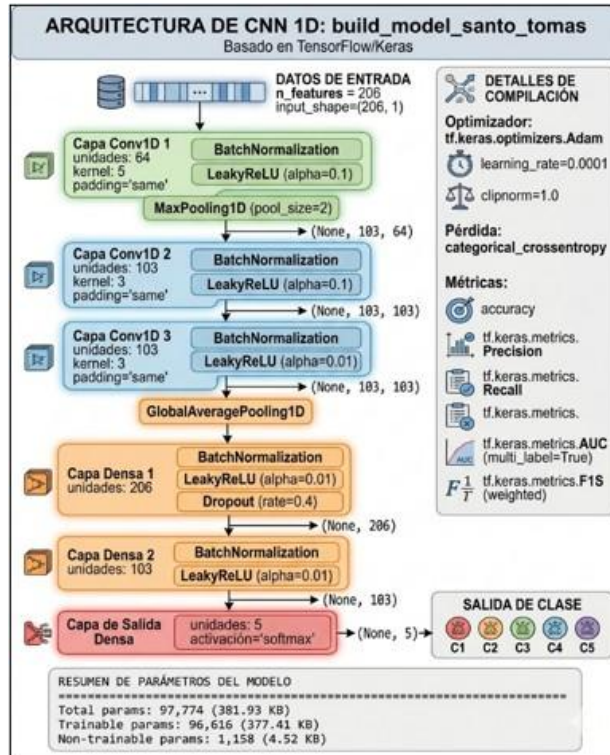 ARQUITECTURA DE CNN 1D: build_model_santo_tomas
Basado en TensorFlow/Keras
...
DATOS DE ENTRADA
n_features = 206
input_shape=(206, 1)
Capa Conv1D 1
unidades: 64
kernel: 5
padding='same'
BatchNormalization
LeakyReLU (alpha=0.1)
MaxPooling1D (pool_size=2)
(None, 103, 64)
Capa Conv1D 2
unidades: 103
kernel: 3
padding='same'
BatchNormalization
LeakyReLU (alpha=0.1)
(None, 103, 103)
Capa Conv1D 3
unidades: 103
kernel: 3
padding='same'
BatchNormalization
LeakyReLU (alpha=0.01)
(None, 103, 103)
GlobalAveragePooling1D
Capa Densa 1
unidades: 206
BatchNormalization
LeakyReLU (alpha=0.01)
Dropout (rate=0.4)
(None, 206)
Capa Densa 2
unidades: 103
BatchNormalization
LeakyReLU (alpha=0.01)
(None, 103)
Capa de Salida
Densa
unidades: 5
activación='softmax'
(None, 5)
SALIDA DE CLASE
C1 C2 C3 C4 C5
DETALLES DE
COMPILACIÓN
Optimizador:
tf.keras.optimizers.Adam
learning_rate=0.0001
clipnorm=1.0
Pérdida:
categorical_crossentropy
Métricas:
accuracy
tf.keras.metrics.
Precision
tf.keras.metrics.
Recall
tf.keras.metrics.
AUC
tf.keras.metrics.AUC
(multi_label=True)
F 1/T
tf.keras.metrics.F1S
(weighted)
RESUMEN DE PARÁMETROS DEL MODELO
Total params: 97,774 (381.93 KB)
Trainable params: 96,616 (377.41 KB)
Non-trainable params: 1,158 (4.52 KB)